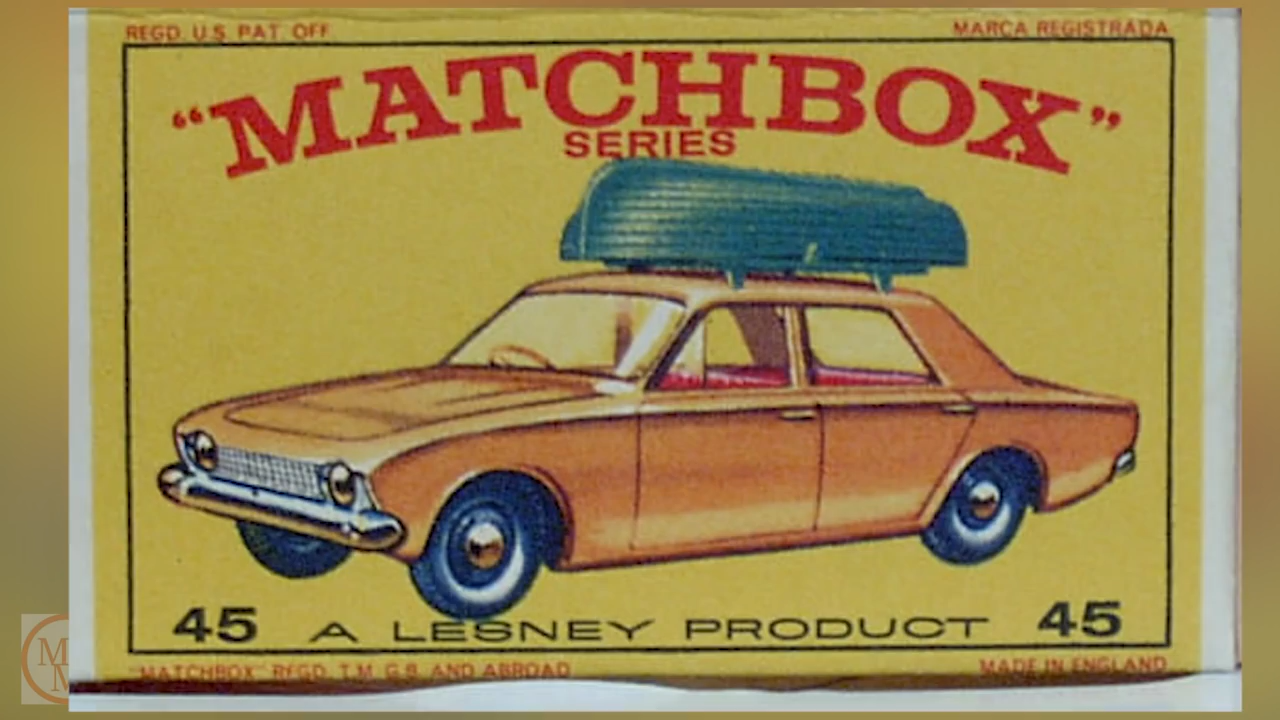 REGD. U.S. PAT. OFF.
MARCA REGISTRADA
"MATCHBOX"
SERIES
45 A LESNEY PRODUCT 45
"MATCHBOX" REGD. T.M. G.B. AND ABROAD
MADE IN ENGLAND
M
M